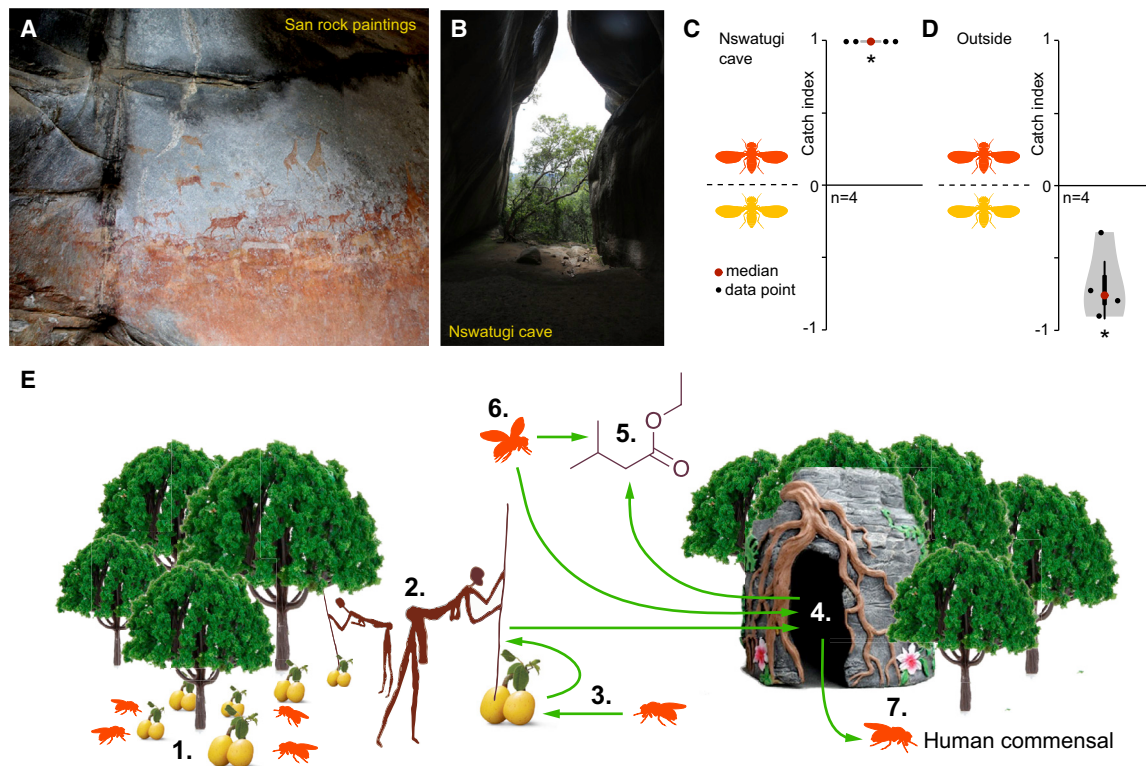 A
San rock paintings
B
Nswatugi cave
C
Nswatugi
cave
Catch index
1
*
0
n=4
-1
median
data point
D
Outside
Catch index
1
0
n=4
-1
*
E
1.
2.
3.
4.
5.
O
O
6.
7.
Human commensal